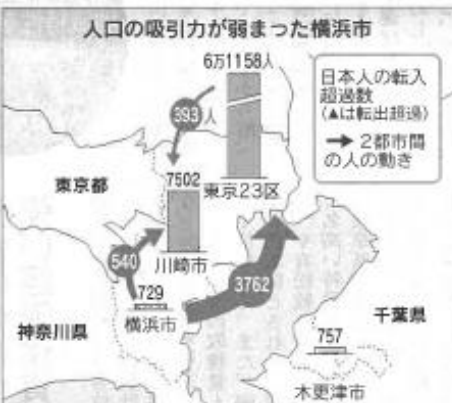 人口の吸引力が弱まった横浜市
6万1158人
日本人の転入
超過数
(▲は転出超過)
→ 2都市間
の人の動き
393人
東京都
7502
東京23区
540
川崎市
3762
729
横浜市
神奈川県
千葉県
757
木更津市